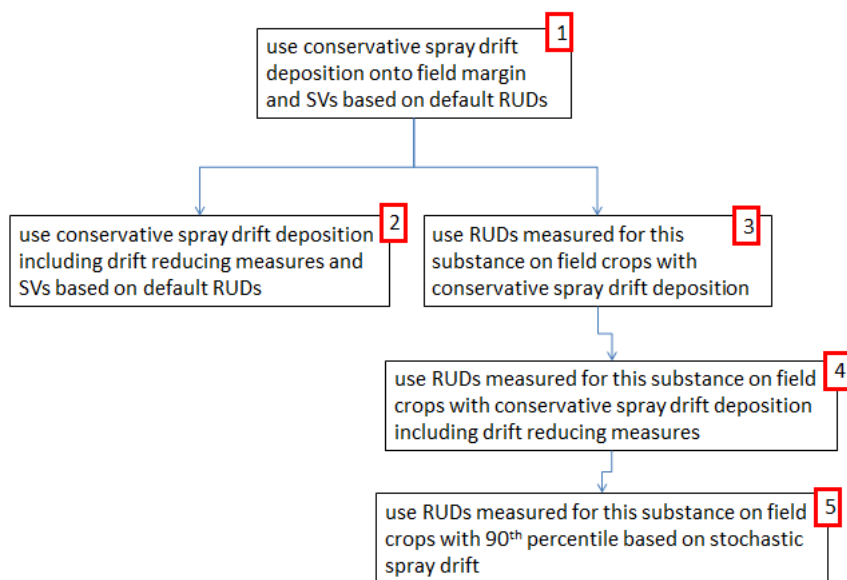 1
use conservative spray drift
deposition onto field margin
and SVs based on default RUDs
2
use conservative spray drift deposition
including drift reducing measures and
SVs based on default RUDs
3
use RUDs measured for this
substance on field crops with
conservative spray drift deposition
4
use RUDs measured for this substance on field
crops with conservative spray drift deposition
including drift reducing measures
5
use RUDs measured for this substance on field
crops with 90th percentile based on stochastic
spray drift